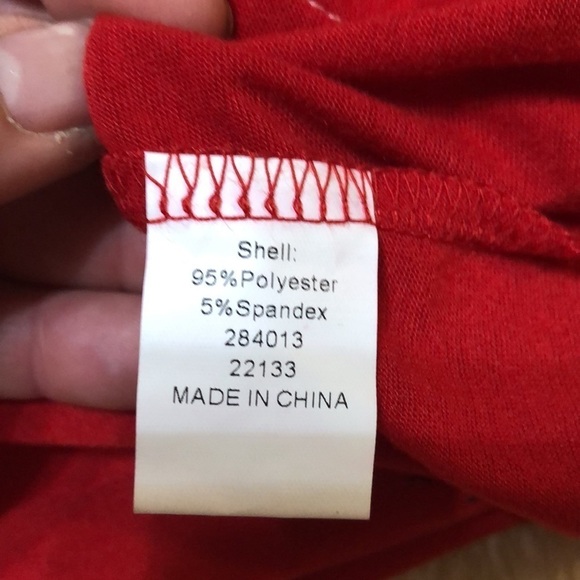 Shell:
95%Polyester
5%Spandex
284013
22133
MADE IN CHINA